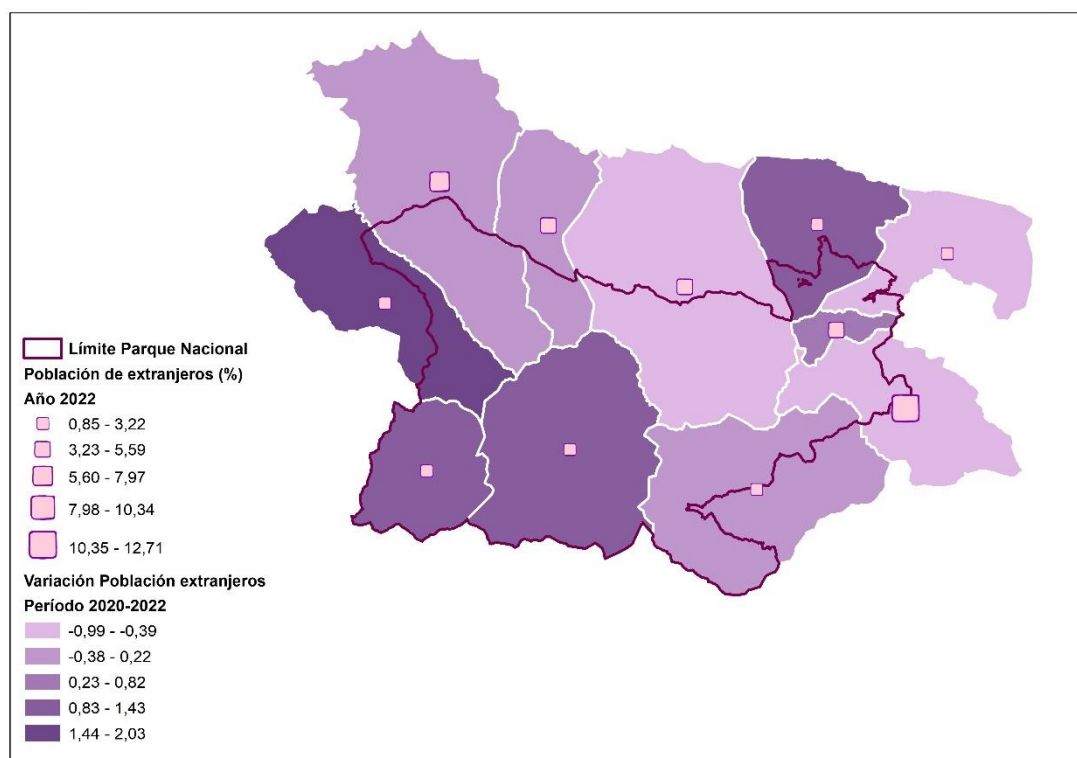 Límite Parque Nacional
Población de extranjeros (%)
Año 2022
0,85 - 3,22
3,23 - 5,59
5,60 - 7,97
7,98 - 10,34
10,35 - 12,71
Variación Población extranjeros
Período 2020-2022
-0,99 - -0,39
-0,38 - 0,22
0,23 - 0,82
0,83 - 1,43
1,44 - 2,03